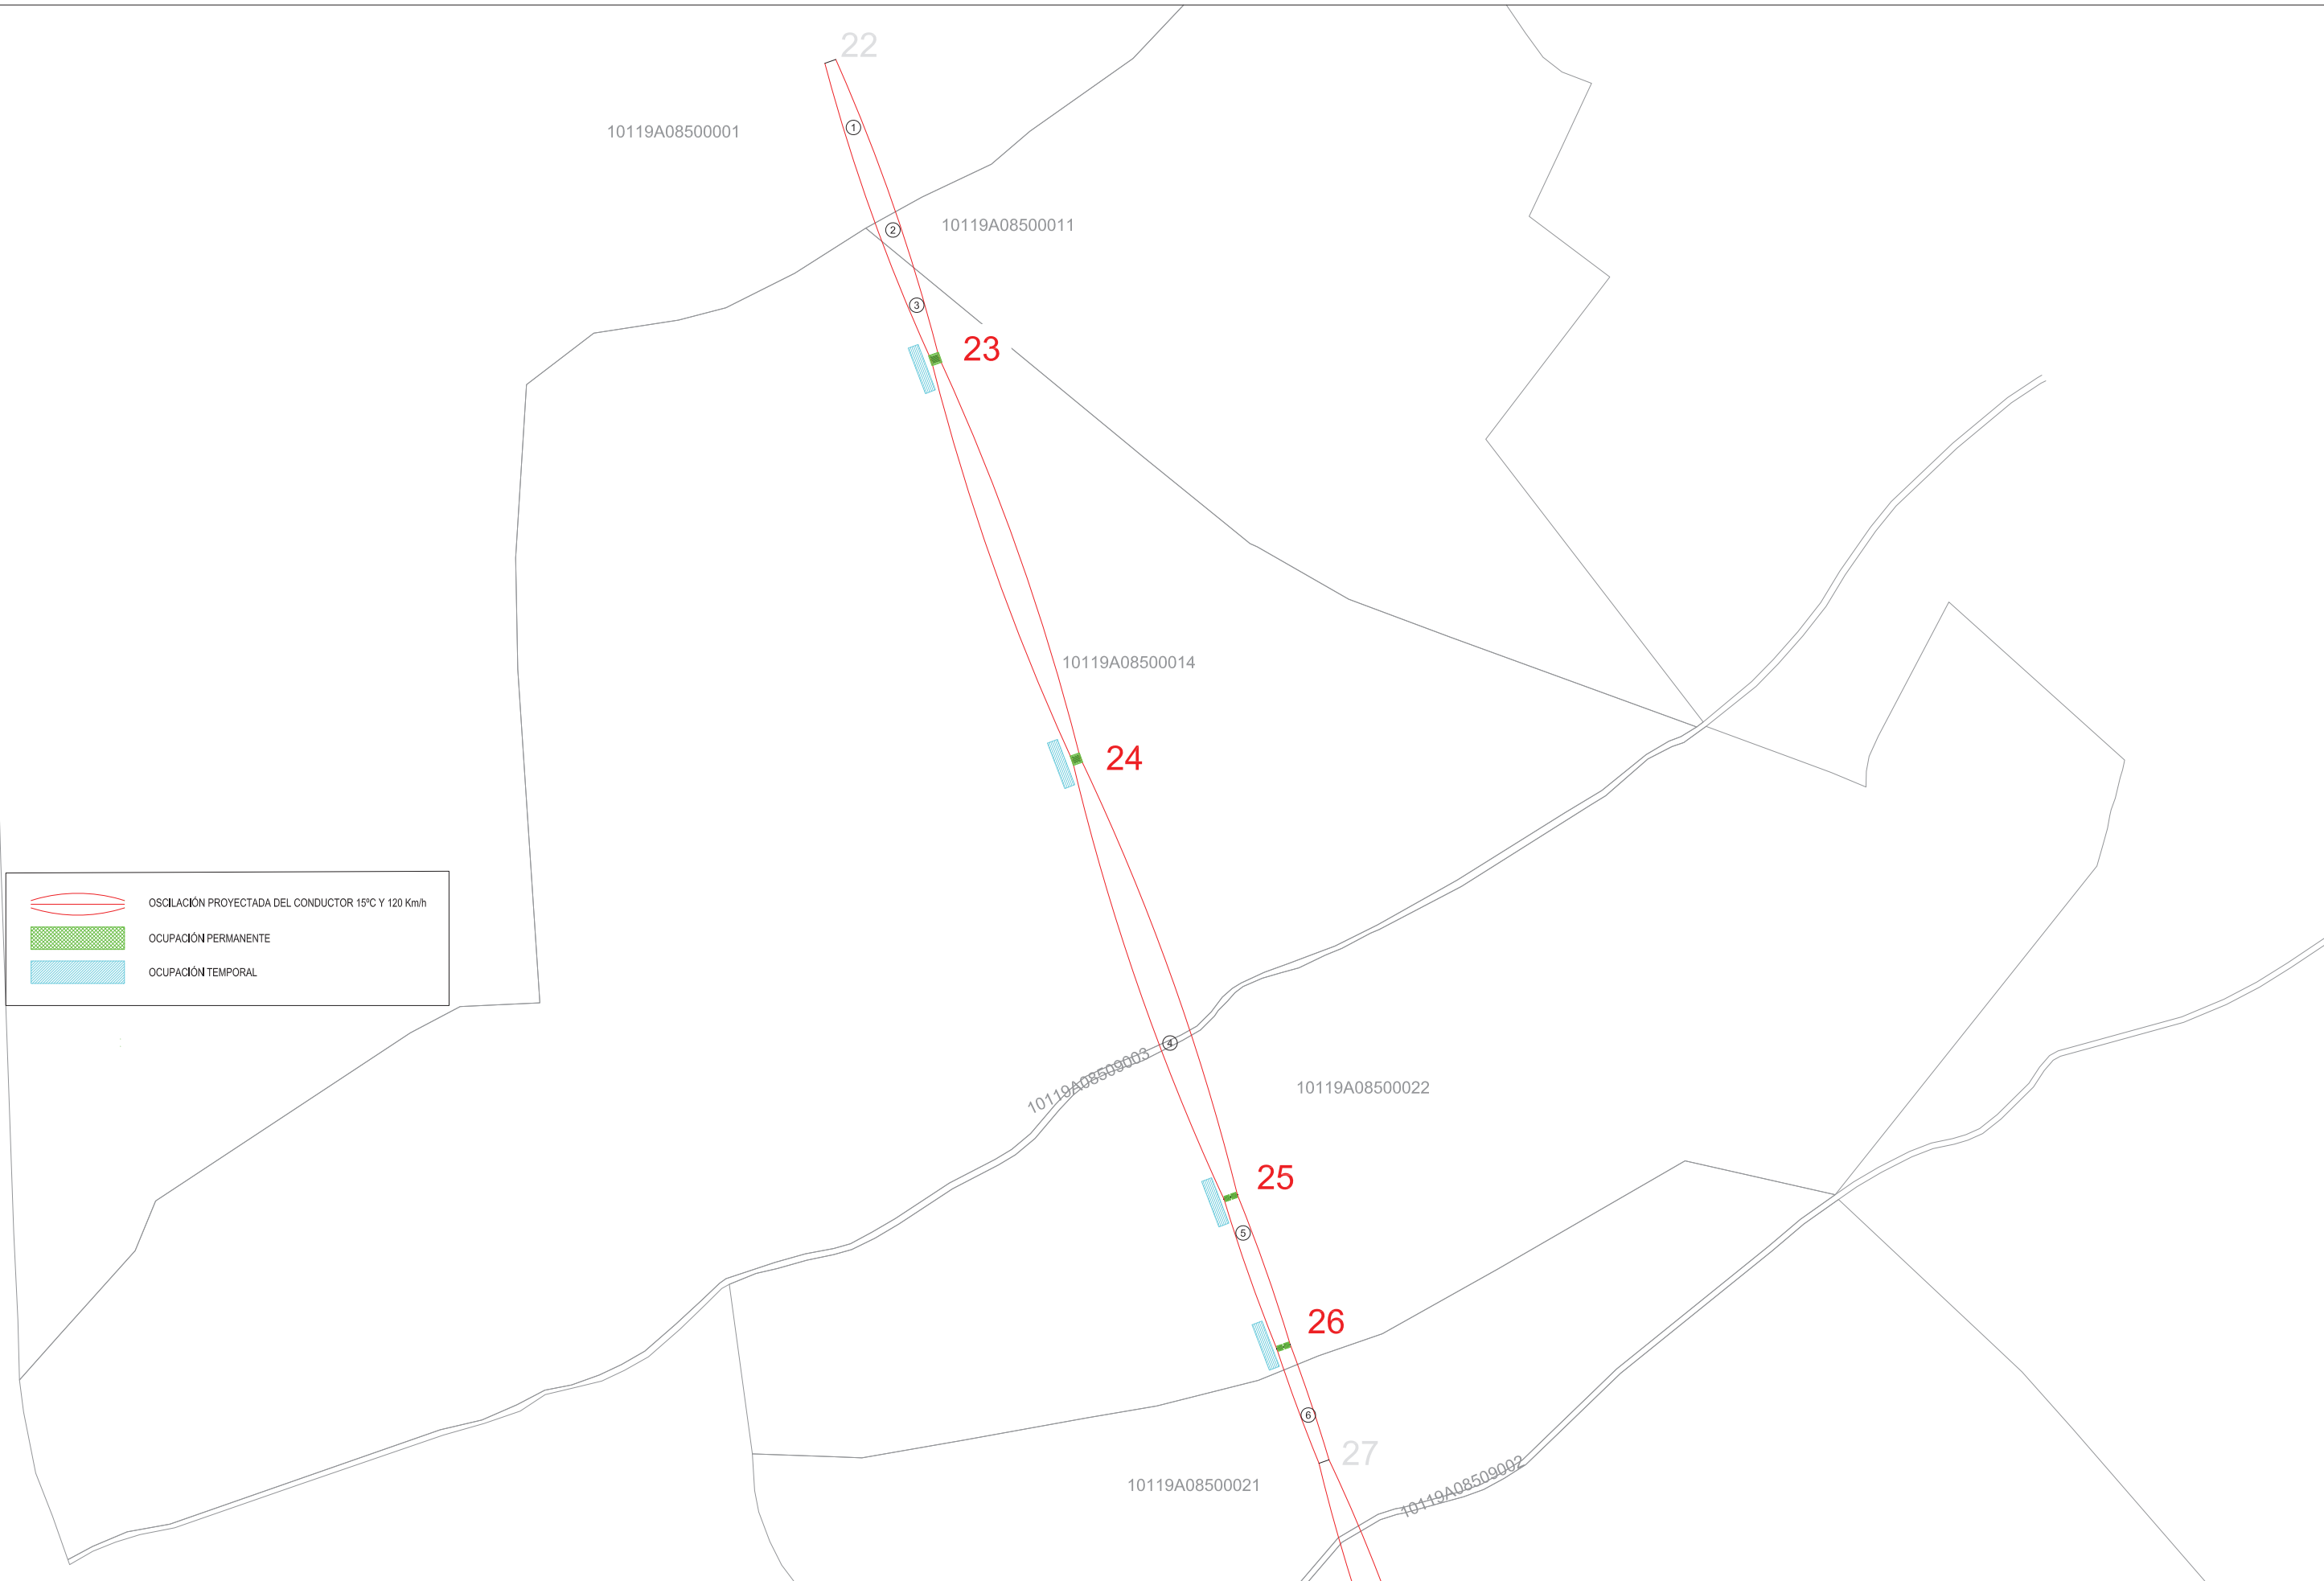 22
10119A08500001
1
10119A08500011
2
3
23
10119A08500014
24
OSCILACIÓN PROYECTADA DEL CONDUCTOR 15ºC Y 120 Km/h
OCUPACIÓN PERMANENTE
OCUPACIÓN TEMPORAL
4
10119A08509003
10119A08500022
25
5
26
6
27
10119A08500021
10119A08509002